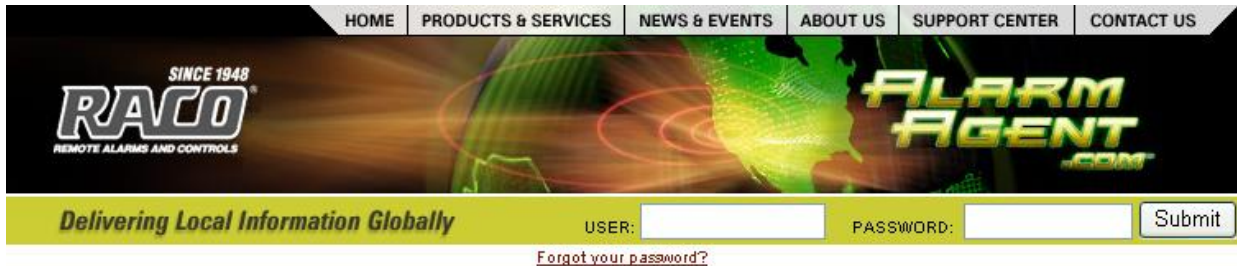 HOME PRODUCTS & SERVICES NEWS & EVENTS ABOUT US SUPPORT CENTER CONTACT US
SINCE 1948
RACO®
REMOTE ALARMS AND CONTROLS
ALARM
AGENT
.COM™
Delivering Local Information Globally USER: PASSWORD: Submit
Forgot your password?